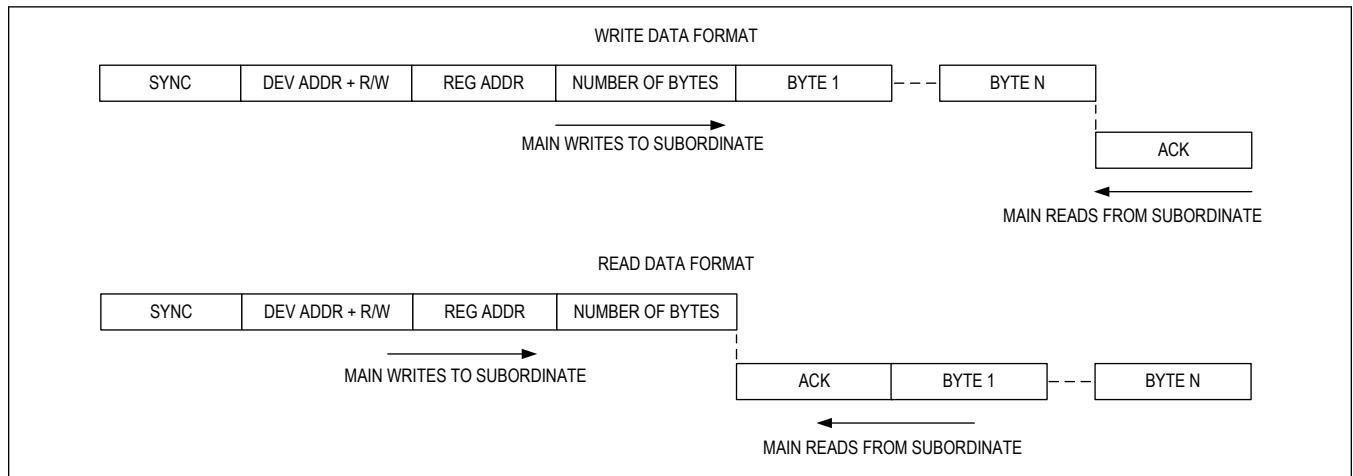 WRITE DATA FORMAT
SYNC DEV ADDR + R/W REG ADDR NUMBER OF BYTES BYTE 1 BYTE N
MAIN WRITES TO SUBORDINATE
ACK
MAIN READS FROM SUBORDINATE
READ DATA FORMAT
SYNC DEV ADDR + R/W REG ADDR NUMBER OF BYTES
MAIN WRITES TO SUBORDINATE
ACK BYTE 1 BYTE N
MAIN READS FROM SUBORDINATE